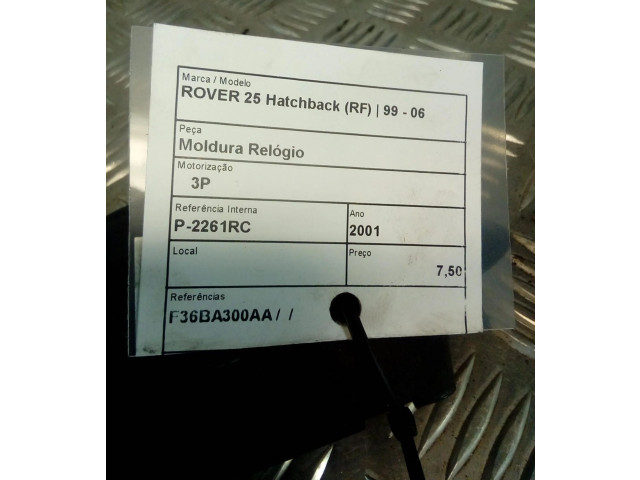 Marca / Modelo
ROVER 25 Hatchback (RF) | 99 - 06
Peça
Moldura Relógio
Motorização
3P
Referência Interna
P-2261RC
Ano
2001
Local
Preço
7,50
Referências
F36BA300AA / /